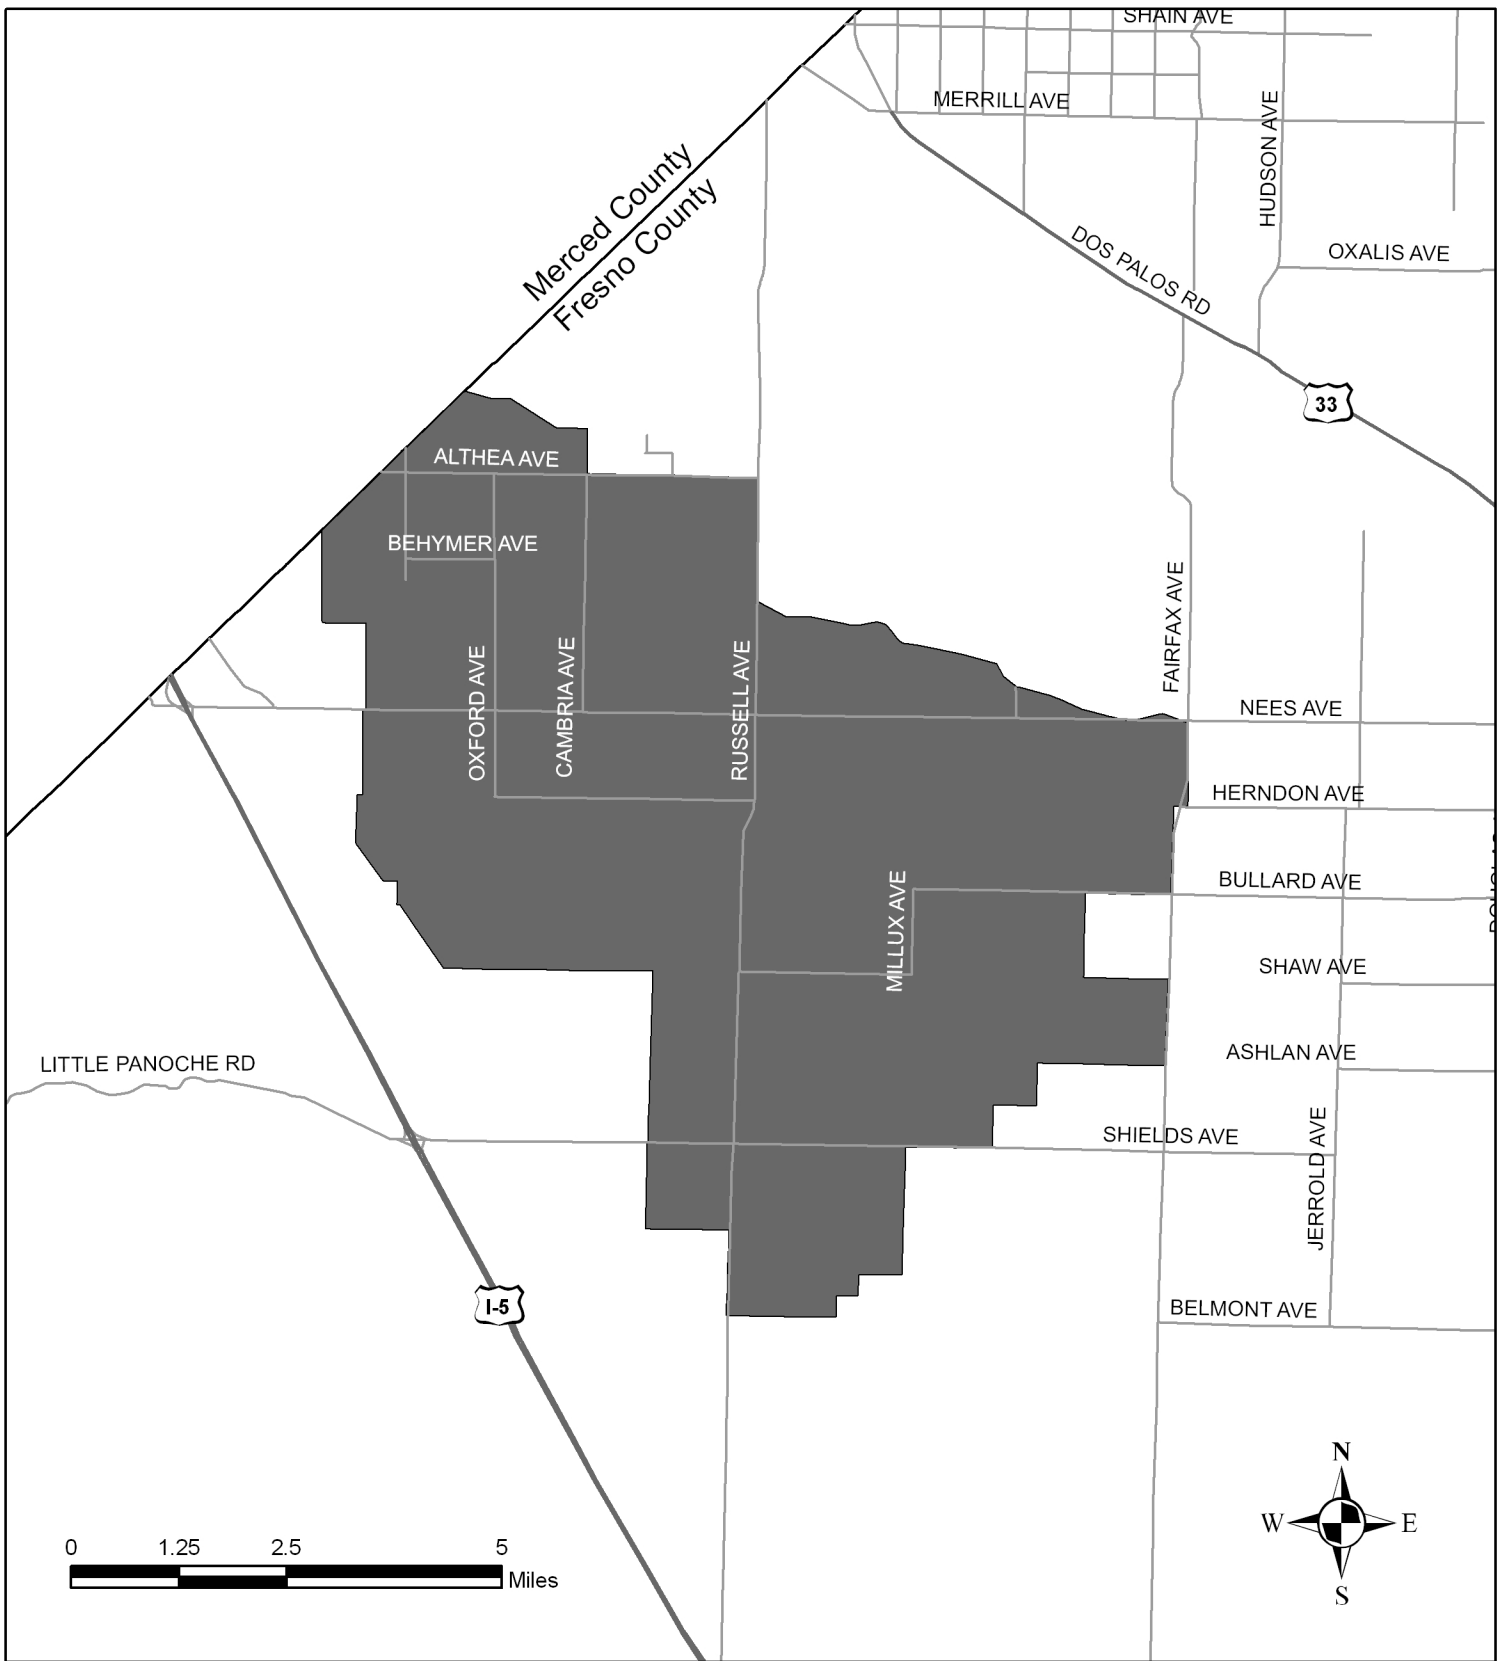 SHAIN AVE
MERRILL AVE
HUDSON AVE
Merced County
Fresno County
DOS PALOS RD
OXALIS AVE
33
ALTHEA AVE
BEHYMER AVE
FAIRFAX AVE
OXFORD AVE
CAMBRIA AVE
RUSSELL AVE
NEES AVE
HERNDON AVE
MILLUX AVE
BULLARD AVE
SHAW AVE
LITTLE PANOCHE RD
ASHLAN AVE
SHIELDS AVE
JERROLD AVE
I-5
BELMONT AVE
N
W E
S
0 1.25 2.5 5
Miles